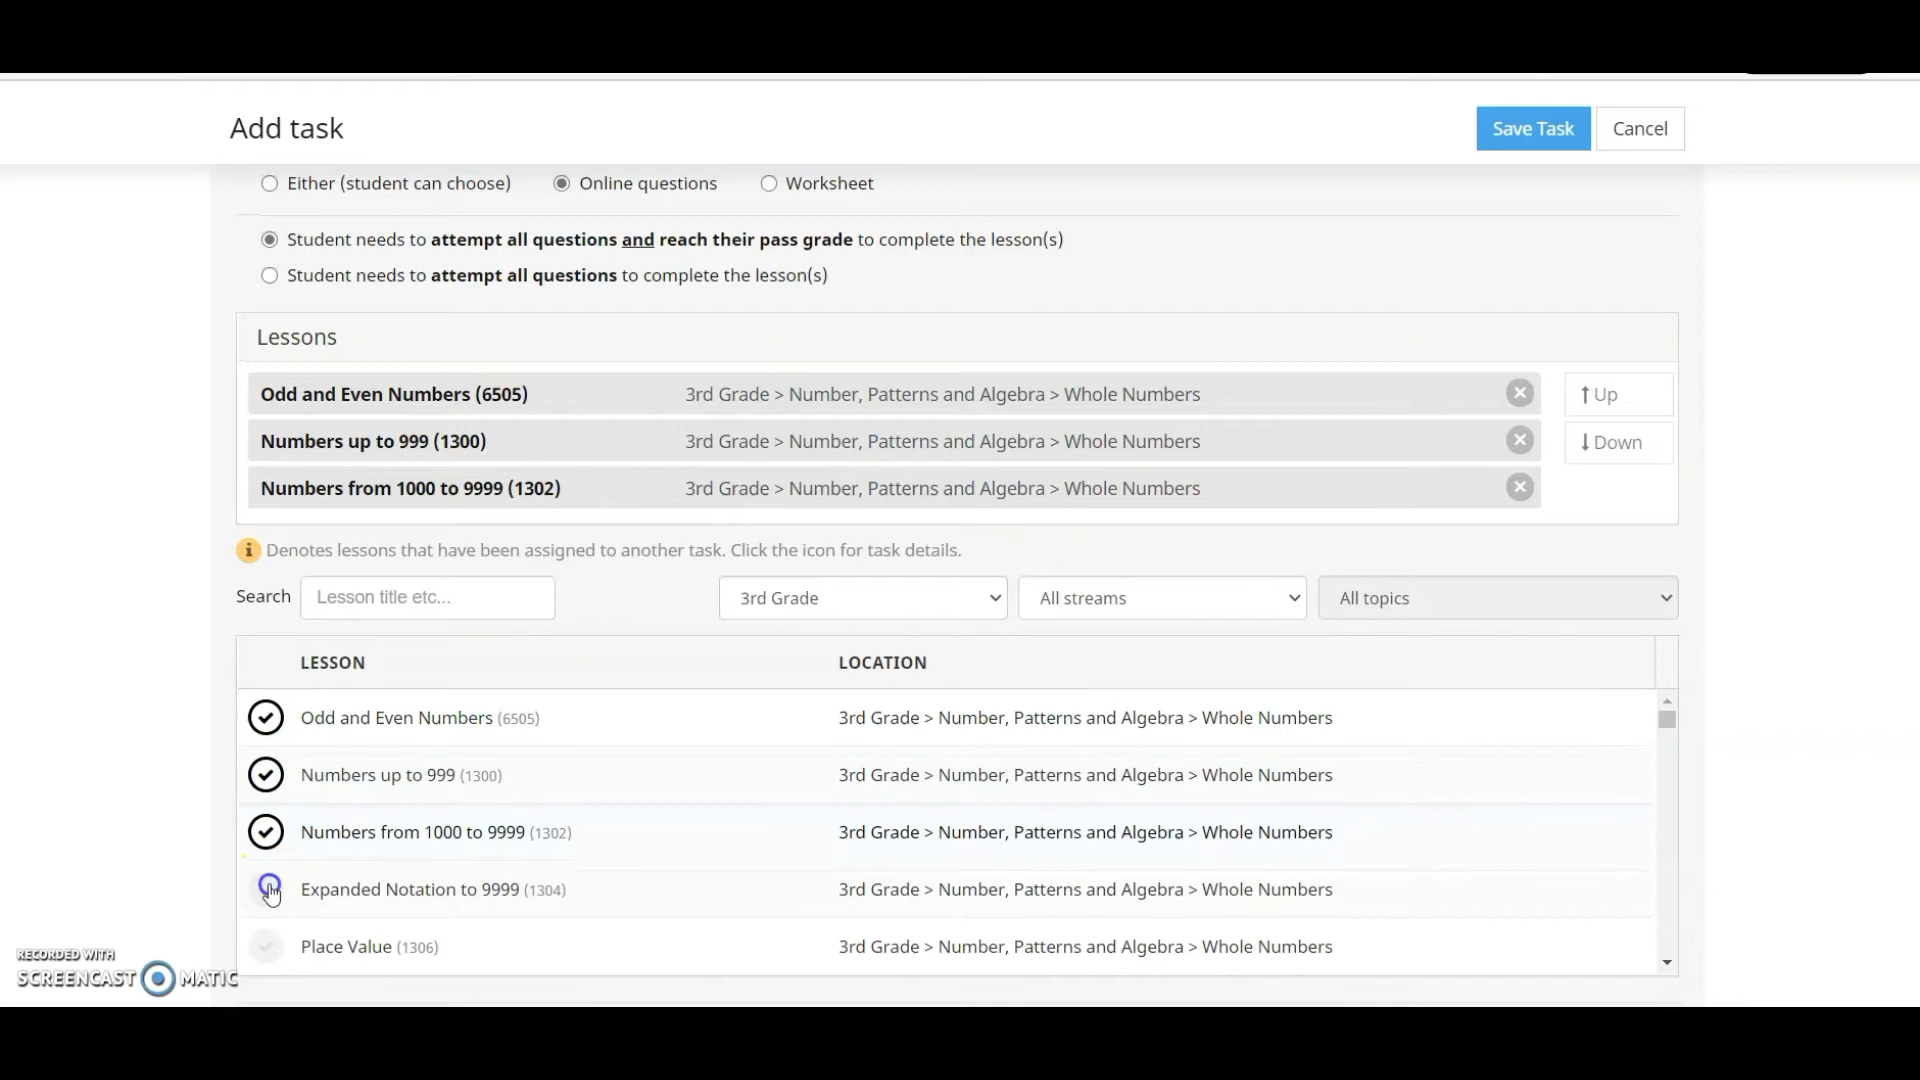 Add task
Save Task
Cancel
Either (student can choose)
Online questions
Worksheet
Student needs to attempt all questions and reach their pass grade to complete the lesson(s)
Student needs to attempt all questions to complete the lesson(s)
Lessons
Odd and Even Numbers (6505) 3rd Grade > Number, Patterns and Algebra > Whole Numbers
Up
Numbers up to 999 (1300) 3rd Grade > Number, Patterns and Algebra > Whole Numbers
Down
Numbers from 1000 to 9999 (1302) 3rd Grade > Number, Patterns and Algebra > Whole Numbers
Denotes lessons that have been assigned to another task. Click the icon for task details.
Search Lesson title etc... 3rd Grade All streams All topics
LESSON LOCATION
Odd and Even Numbers (6505) 3rd Grade > Number, Patterns and Algebra > Whole Numbers
Numbers up to 999 (1300) 3rd Grade > Number, Patterns and Algebra > Whole Numbers
Numbers from 1000 to 9999 (1302) 3rd Grade > Number, Patterns and Algebra > Whole Numbers
Expanded Notation to 9999 (1304) 3rd Grade > Number, Patterns and Algebra > Whole Numbers
Place Value (1306) 3rd Grade > Number, Patterns and Algebra > Whole Numbers
RECORDED WITH
SCREENCAST MATIC